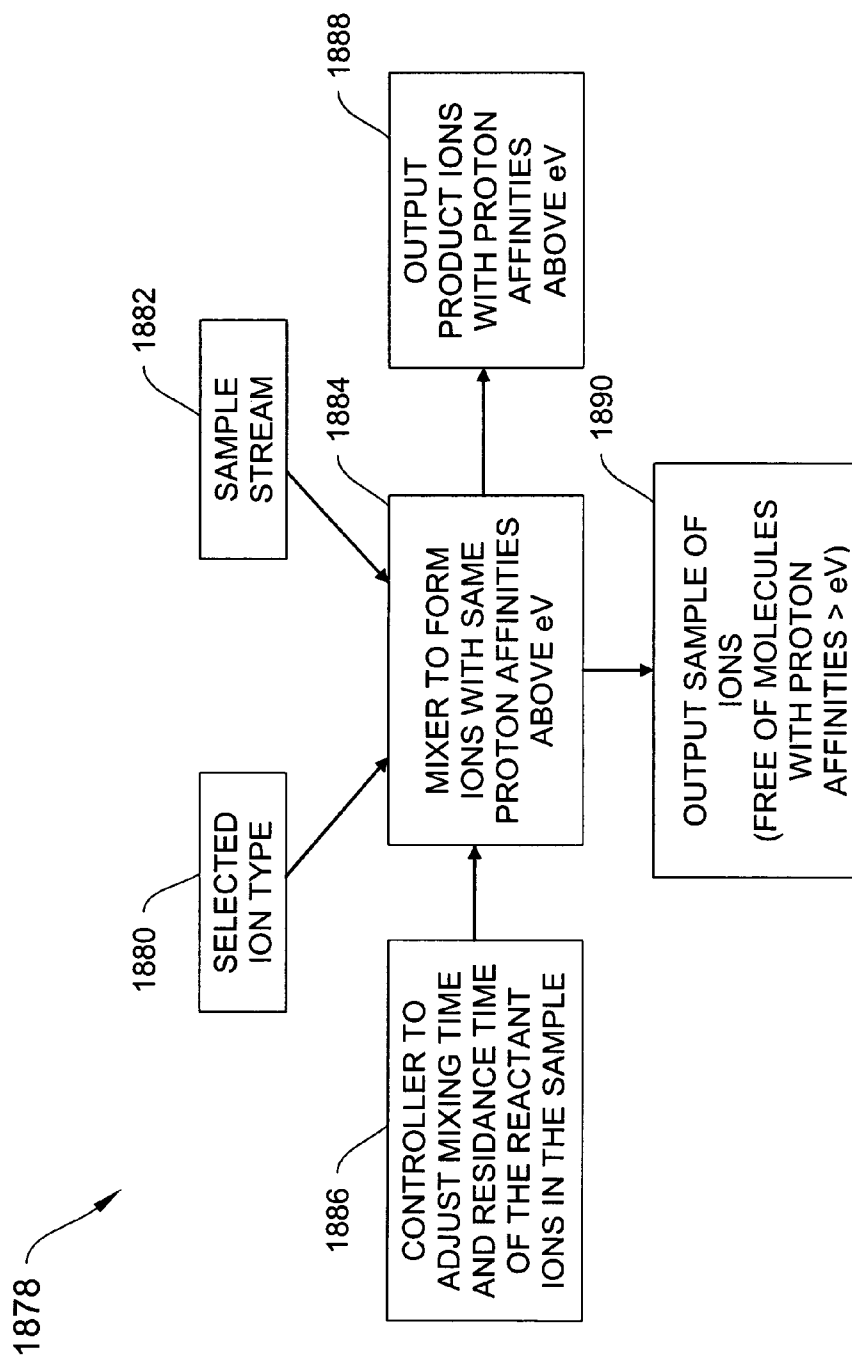 1878
1880
SELECTED
ION TYPE
1882
SAMPLE
STREAM
1886
CONTROLLER TO
ADJUST MIXING TIME
AND RESIDANCE TIME
OF THE REACTANT
IONS IN THE SAMPLE
1884
MIXER TO FORM
IONS WITH SAME
PROTON AFFINITIES
ABOVE eV
1888
OUTPUT
PRODUCT IONS
WITH PROTON
AFFINITIES
ABOVE eV
1890
OUTPUT SAMPLE OF
IONS
(FREE OF MOLECULES
WITH PROTON
AFFINITIES > eV)